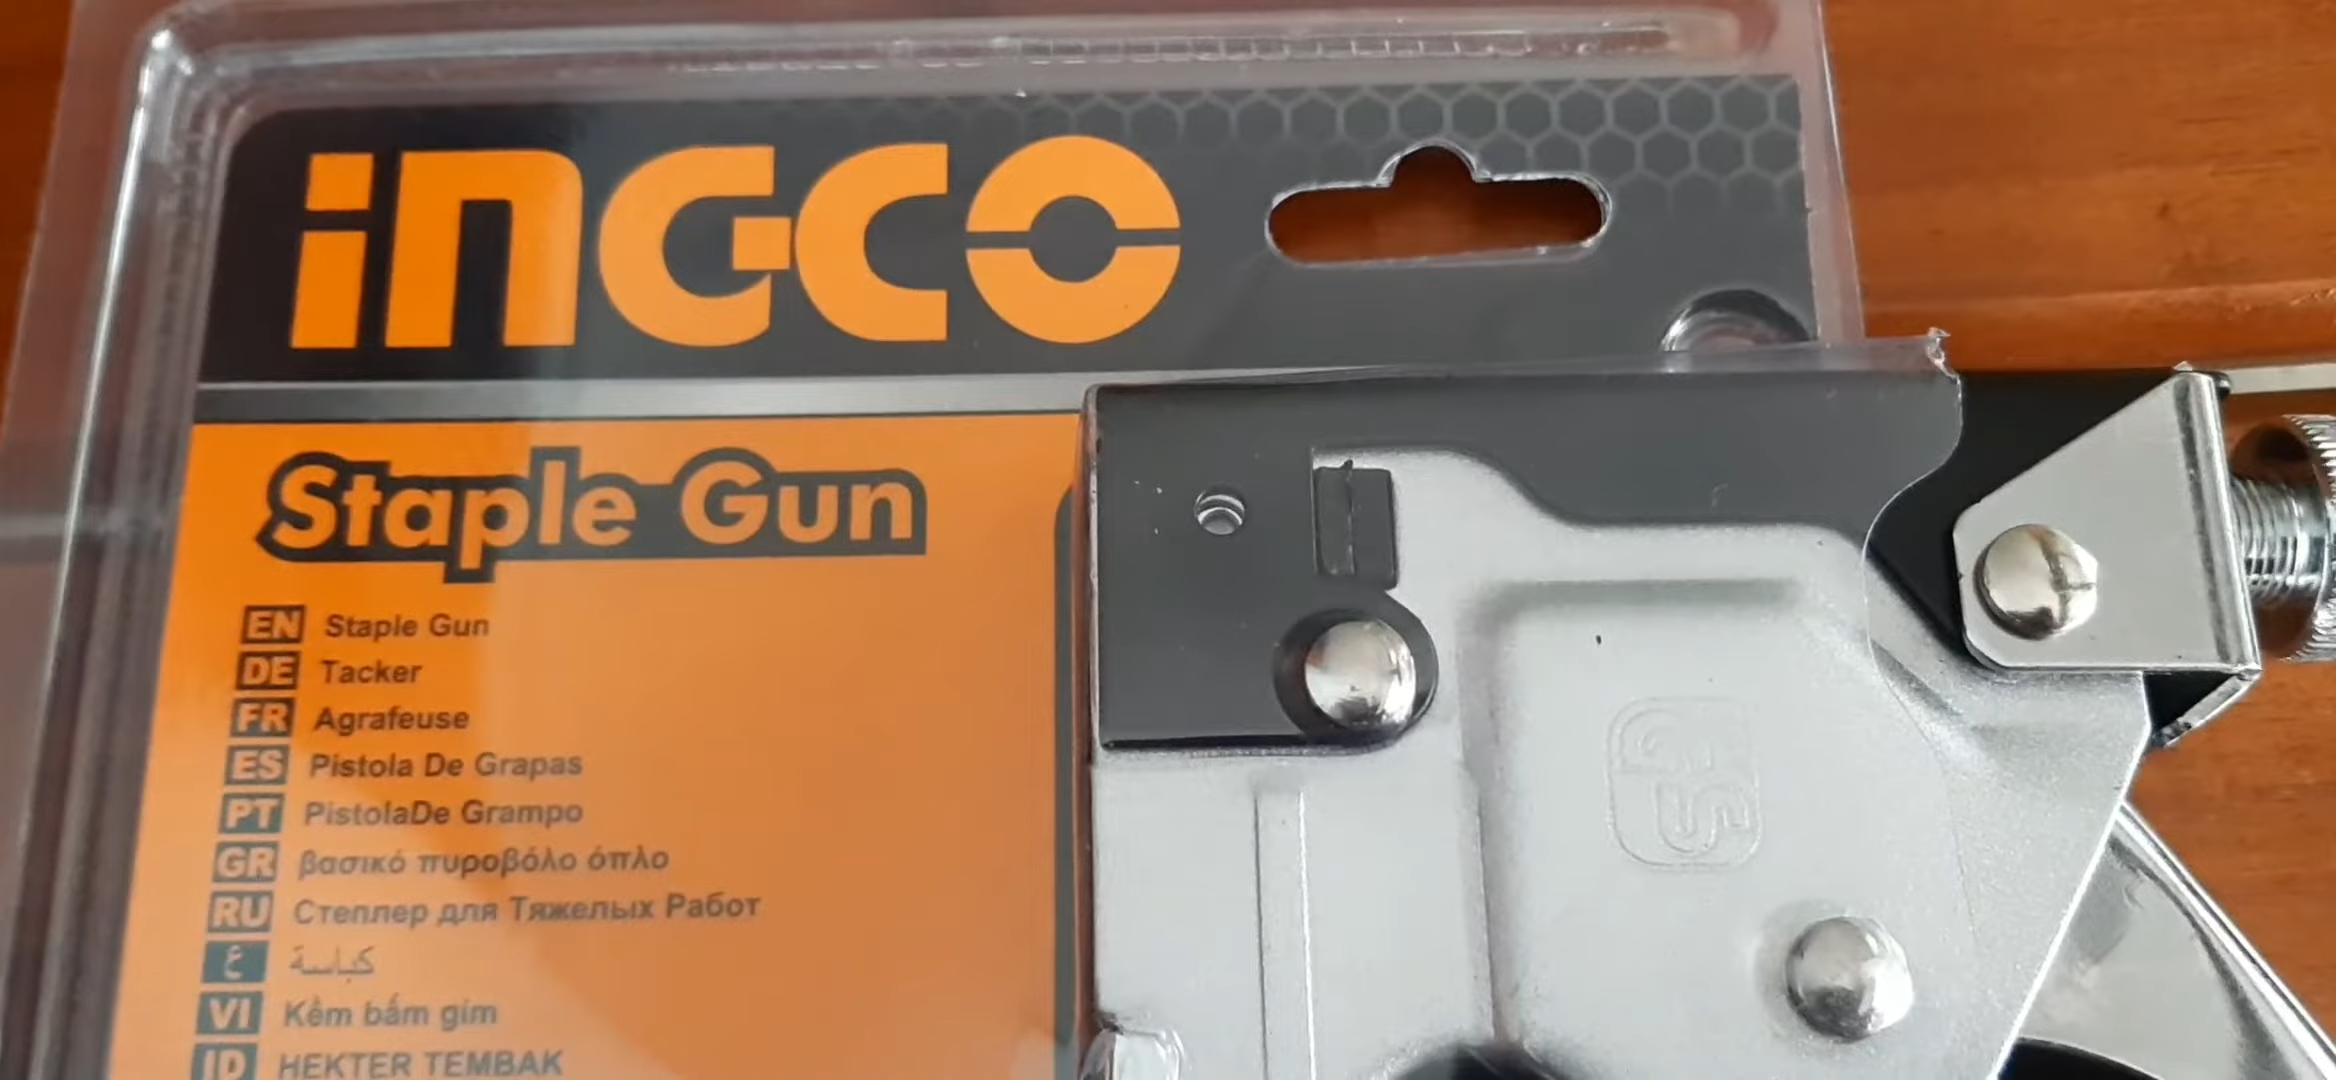 INGCO
Staple Gun
EN Staple Gun
DE Tacker
FR Agrafeuse
ES Pistola De Grapas
PT PistolaDe Grampo
GR βασικό πυροβόλο όπλο
RU Степлер для Тяжелых Работ
ع كباسة
VI Kềm bấm gim
ID HEKTER TEMBAK
GS